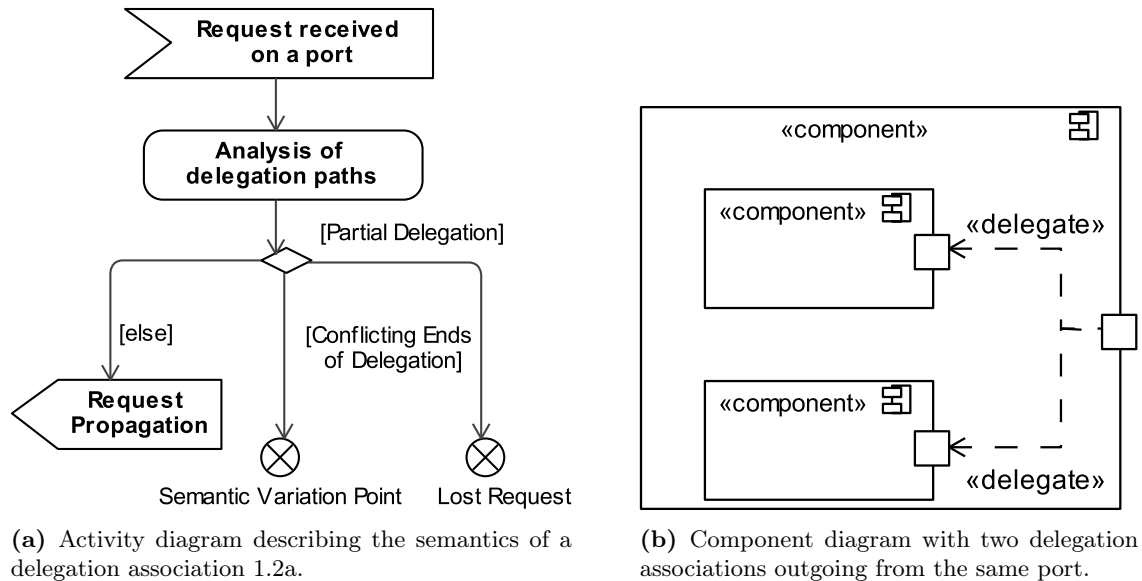 Request received
on a port
Analysis of
delegation paths
[Partial Delegation]
[else]
[Conflicting Ends
of Delegation]
Request
Propagation
Semantic Variation Point
Lost Request
(a) Activity diagram describing the semantics of a
delegation association 1.2a.
«component»
«component»
«delegate»
«component»
«delegate»
(b) Component diagram with two delegation
associations outgoing from the same port.